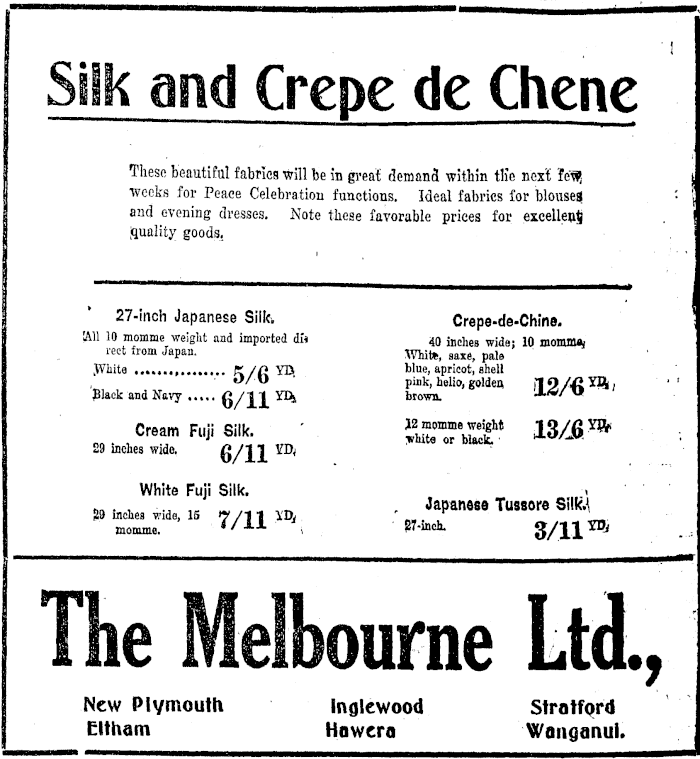 Silk and Crepe de Chene
These beautiful fabrics will be in great demand within the next few
weeks for Peace Celebration functions. Ideal fabrics for blouses
and evening dresses. Note these favorable prices for excellent
quality goods.
27-inch Japanese Silk.
All 10 momme weight and imported di-
rect from Japan.
White ................ 5/6 YD.
Black and Navy ..... 6/11 YD.
Cream Fuji Silk.
29 inches wide. 6/11 YD.
White Fuji Silk.
29 inches wide, 15
momme. 7/11 YD.
Crepe-de-Chine.
40 inches wide; 10 momme,
White, saxe, pale
blue, apricot, shell
pink, helio, golden
brown. 12/6 YD.
12 momme weight
white or black. 13/6 YD.
Japanese Tussore Silk.
27-inch. 3/11 YD.
The Melbourne Ltd.,
New Plymouth Inglewood Stratford
Eltham Hawera Wanganui.